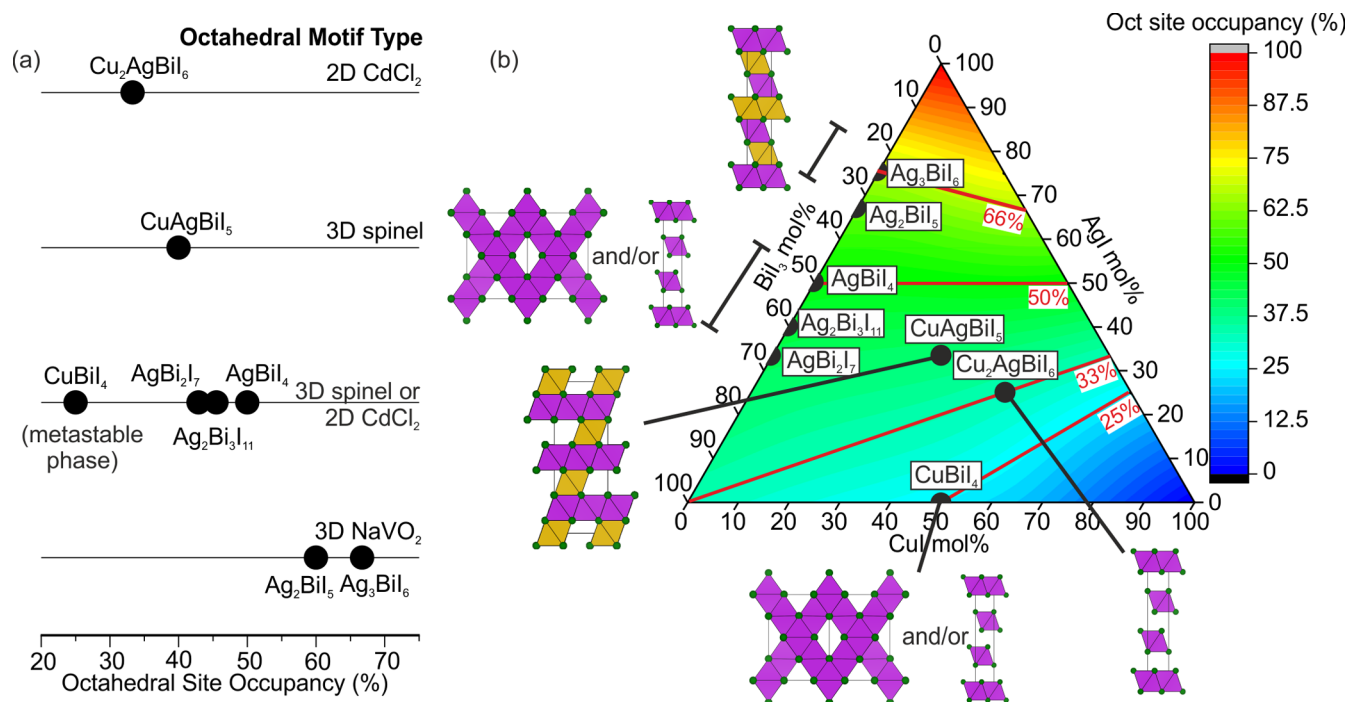 (a)
Octahedral Motif Type
Cu₂AgBiI₆
2D CdCl₂
CuAgBiI₅
3D spinel
CuBiI₄
AgBi₂I₇
AgBiI₄
3D spinel or
2D CdCl₂
(metastable
phase)
Ag₂Bi₃I₁₁
3D NaVO₂
Ag₂BiI₅
Ag₃BiI₆
20
40
60
70
Octahedral Site Occupancy (%)
(b)
and/or
BiI₃ mol%
0
10
20
30
40
50
60
70
80
90
100
AgI mol%
100
90
80
70
60
50
40
30
20
10
0
Ag₃BiI₆
66%
Ag₂BiI₅
AgBiI₄
50%
Ag₂Bi₃I₁₁
CuAgBiI₅
AgBi₂I₇
Cu₂AgBiI₆
33%
25%
CuBiI₄
0
10
20
30
40
50
60
70
80
90
100
CuI mol%
and/or
Oct site occupancy (%)
100
87.5
75
62.5
50
37.5
25
12.5
0